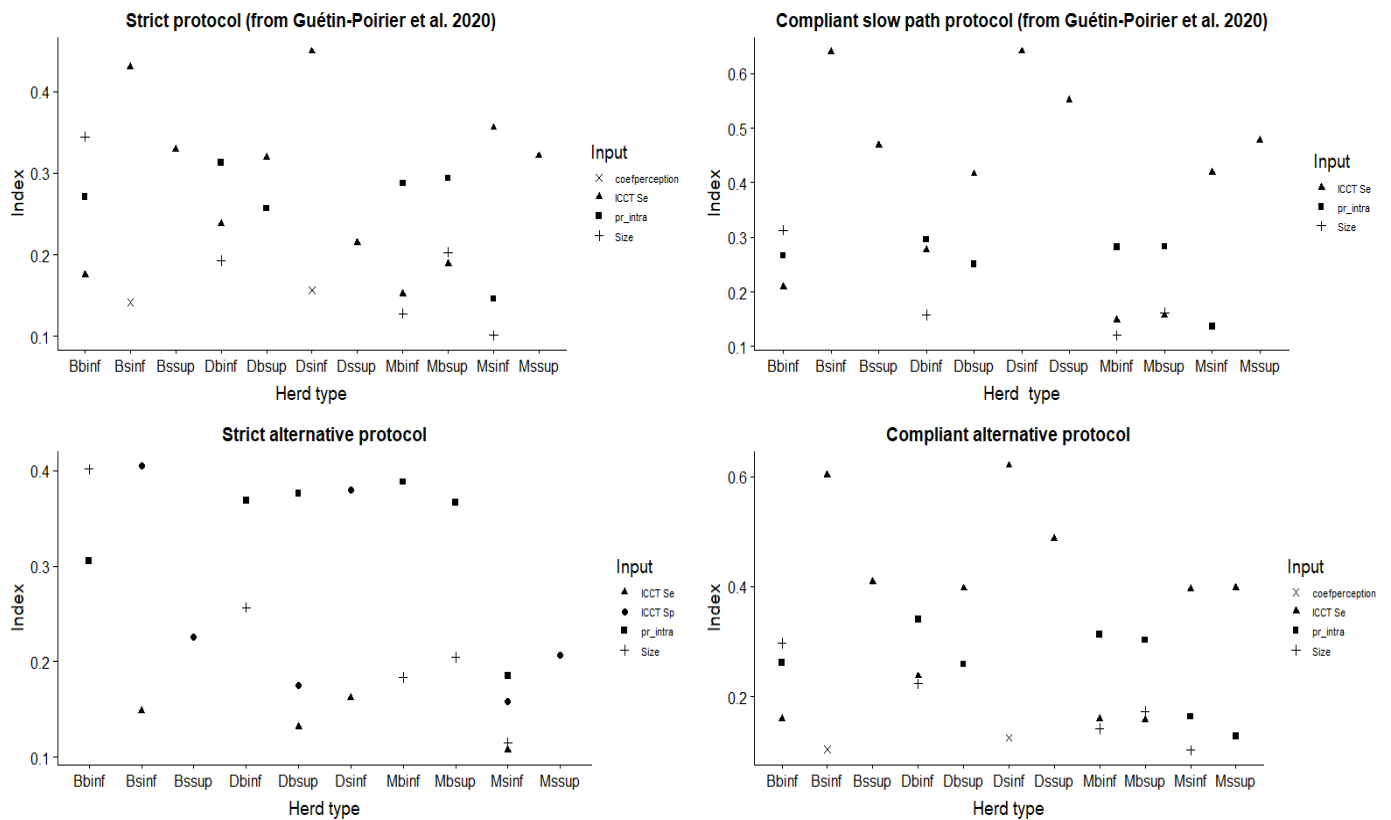 Strict protocol (from Guétin-Poirier et al. 2020)
Index
0.4
0.3
0.2
0.1
Bbinf Bsinf Bssup Dbinf Dbsup Dsinf Dssup Mbinf Mbsup Msinf Mssup
Herd type
Input
coefperception
ICCT Se
pr_intra
Size
Compliant slow path protocol (from Guétin-Poirier et al. 2020)
Index
0.6
0.5
0.4
0.3
0.2
0.1
Bbinf Bsinf Bssup Dbinf Dbsup Dsinf Dssup Mbinf Mbsup Msinf Mssup
Herd type
Input
ICCT Se
pr_intra
Size
Strict alternative protocol
Index
0.4
0.3
0.2
0.1
Bbinf Bsinf Bssup Dbinf Dbsup Dsinf Mbinf Mbsup Msinf Mssup
Herd type
Input
ICCT Se
ICCT Sp
pr_intra
Size
Compliant alternative protocol
Index
0.6
0.4
0.2
Bbinf Bsinf Bssup Dbinf Dbsup Dsinf Dssup Mbinf Mbsup Msinf Mssup
Herd type
Input
coefperception
ICCT Se
pr_intra
Size